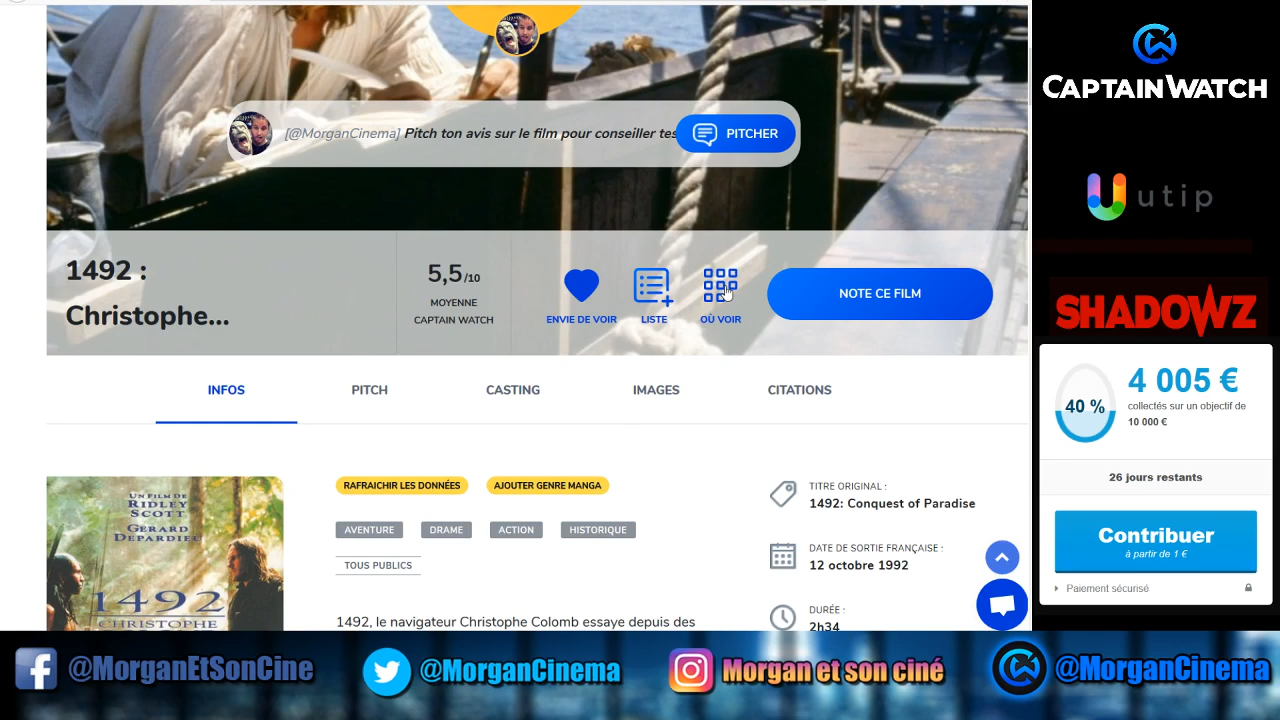 [@MorganCinema] Pitch ton avis sur le film pour conseiller tes
PITCHER
1492 :
Christophe...
5,5/10
MOYENNE
CAPTAIN WATCH
ENVIE DE VOIR
LISTE
OÙ VOIR
NOTE CE FILM
INFOS
PITCH
CASTING
IMAGES
CITATIONS
UN FILM DE
RIDLEY
SCOTT
GERARD
DEPARDIEU
1492
CHRISTOPHE
RAFRAICHIR LES DONNÉES
AJOUTER GENRE MANGA
AVENTURE
DRAME
ACTION
HISTORIQUE
TOUS PUBLICS
1492, le navigateur Christophe Colomb essaye depuis des
TITRE ORIGINAL :
1492: Conquest of Paradise
DATE DE SORTIE FRANÇAISE :
12 octobre 1992
DURÉE :
2h34
CAPTAINWATCH
utip
SHADOWZ
40 %
4 005 €
collectés sur un objectif de
10 000 €
26 jours restants
Contribuer
à partir de 1 €
Paiement sécurisé
@MorganEtSonCine
@MorganCinema
Morgan et son ciné
@MorganCinema